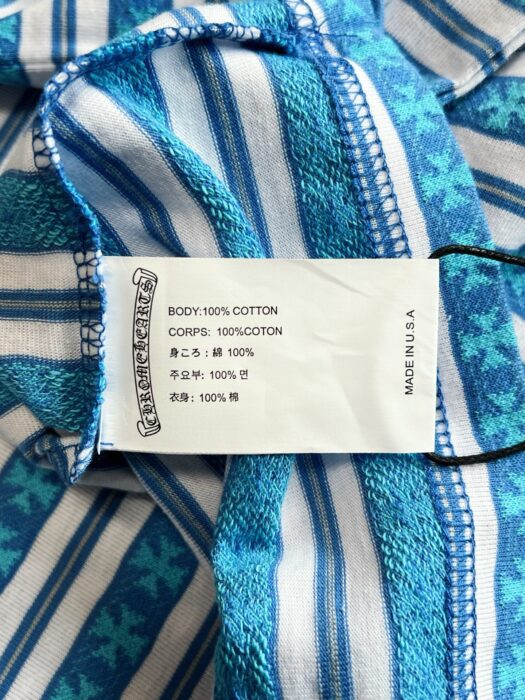 CHROME HEARTS
BODY:100% COTTON
CORPS: 100%COTON
身ころ : 綿 100%
주요부: 100% 면
衣身: 100% 棉
MADE IN U.S.A